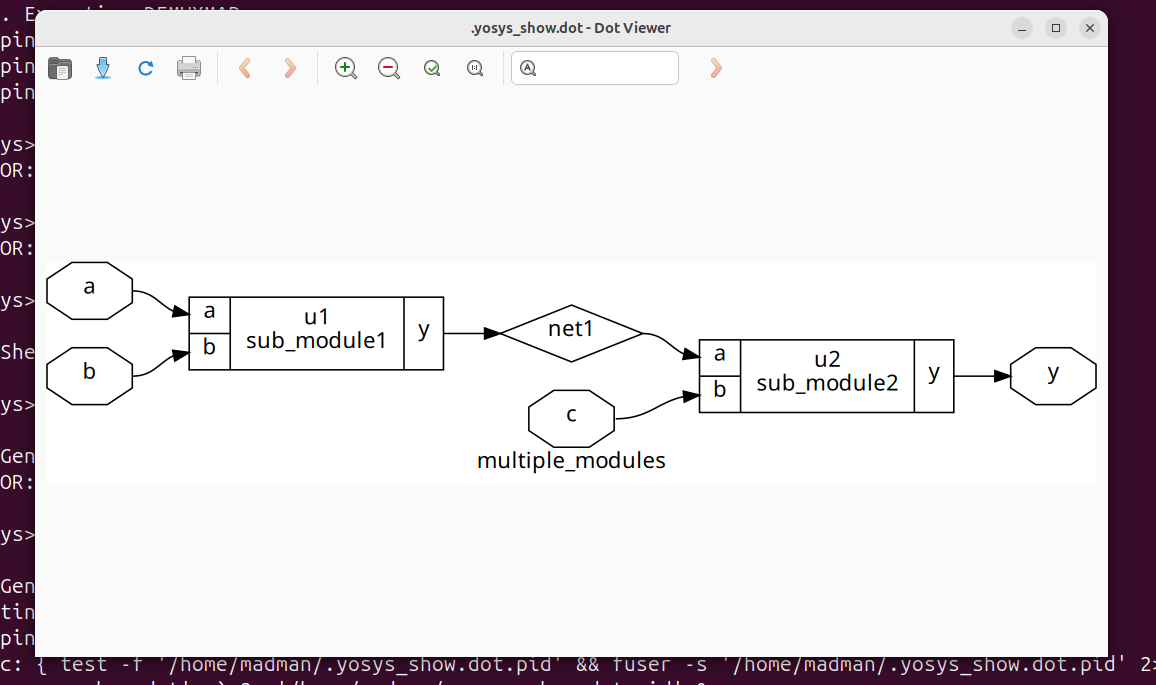 .yosys_show.dot - Dot Viewer
pin
pin
pin
ys>
OR:
ys>
OR:
a
ys>
a
u1
y
net1
b
sub_module1
She
a
u2
y
y
b
b
sub_module2
ys>
c
Gen
multiple_modules
OR:
ys>
Gen
tin
pin
c: { test -f '/home/madman/.yosys_show.dot.pid' && fuser -s '/home/madman/.yosys_show.dot.pid' 2>